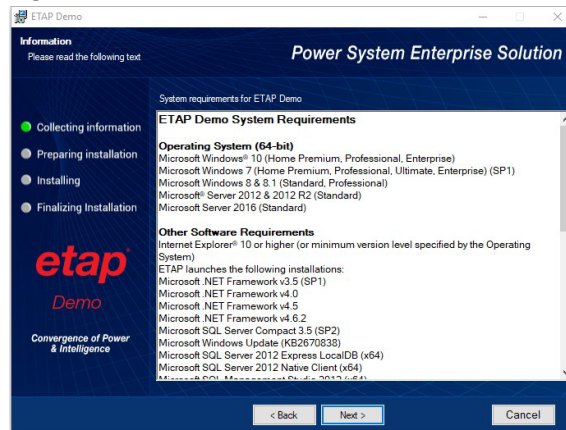 ETAP Demo
Information
Please read the following text
Power System Enterprise Solution
System requirements for ETAP Demo
Collecting information
Preparing installation
Installing
Finalizing Installation
etap
Demo
Convergence of Power
& Intelligence
ETAP Demo System Requirements
Operating System (64-bit)
Microsoft Windows® 10 (Home Premium, Professional, Enterprise)
Microsoft Windows 7 (Home Premium, Professional, Ultimate, Enterprise) (SP1)
Microsoft Windows 8 & 8.1 (Standard, Professional)
Microsoft® Server 2012 & 2012 R2 (Standard)
Microsoft Server 2016 (Standard)
Other Software Requirements
Internet Explorer® 10 or higher (or minimum version level specified by the Operating
System)
ETAP launches the following installations:
Microsoft .NET Framework v3.5 (SP1)
Microsoft .NET Framework v4.0
Microsoft .NET Framework v4.5
Microsoft .NET Framework v4.6.2
Microsoft SQL Server Compact 3.5 (SP2)
Microsoft Windows Update (KB2670838)
Microsoft SQL Server 2012 Express LocalDB (x64)
Microsoft SQL Server 2012 Native Client (x64)
Microsoft SQL Management Studio 2012 (x64)
< Back
Next >
Cancel